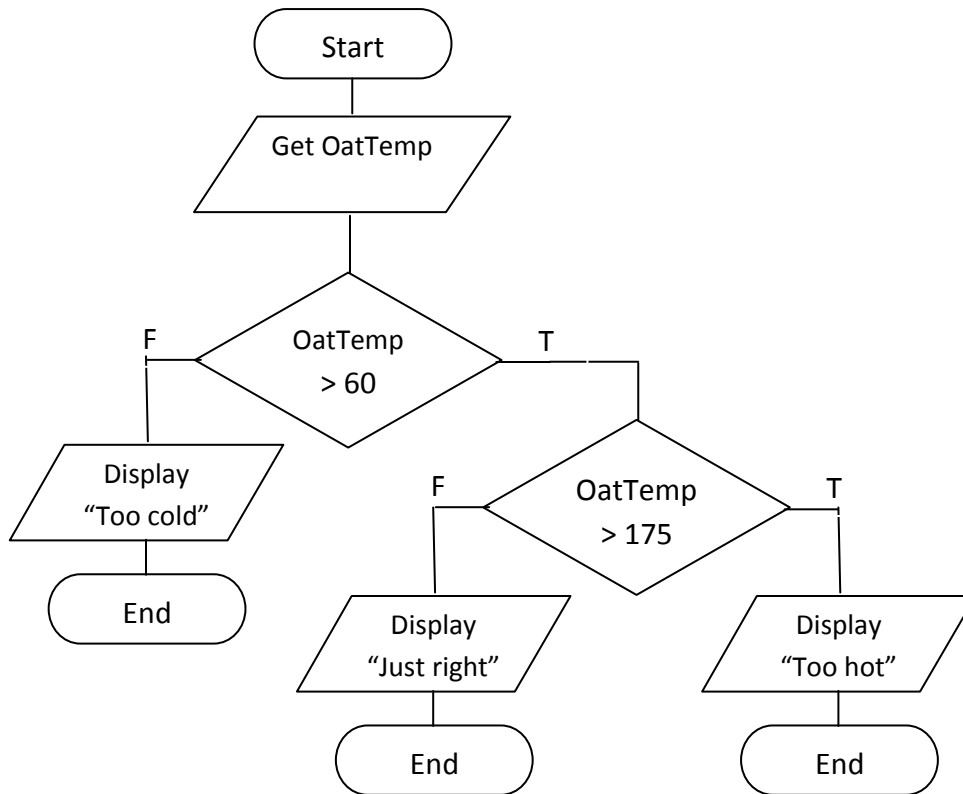 Start
Get OatTemp
F
OatTemp
> 60
T
Display
“Too cold”
End
F
OatTemp
> 175
T
Display
“Just right”
End
Display
“Too hot”
End